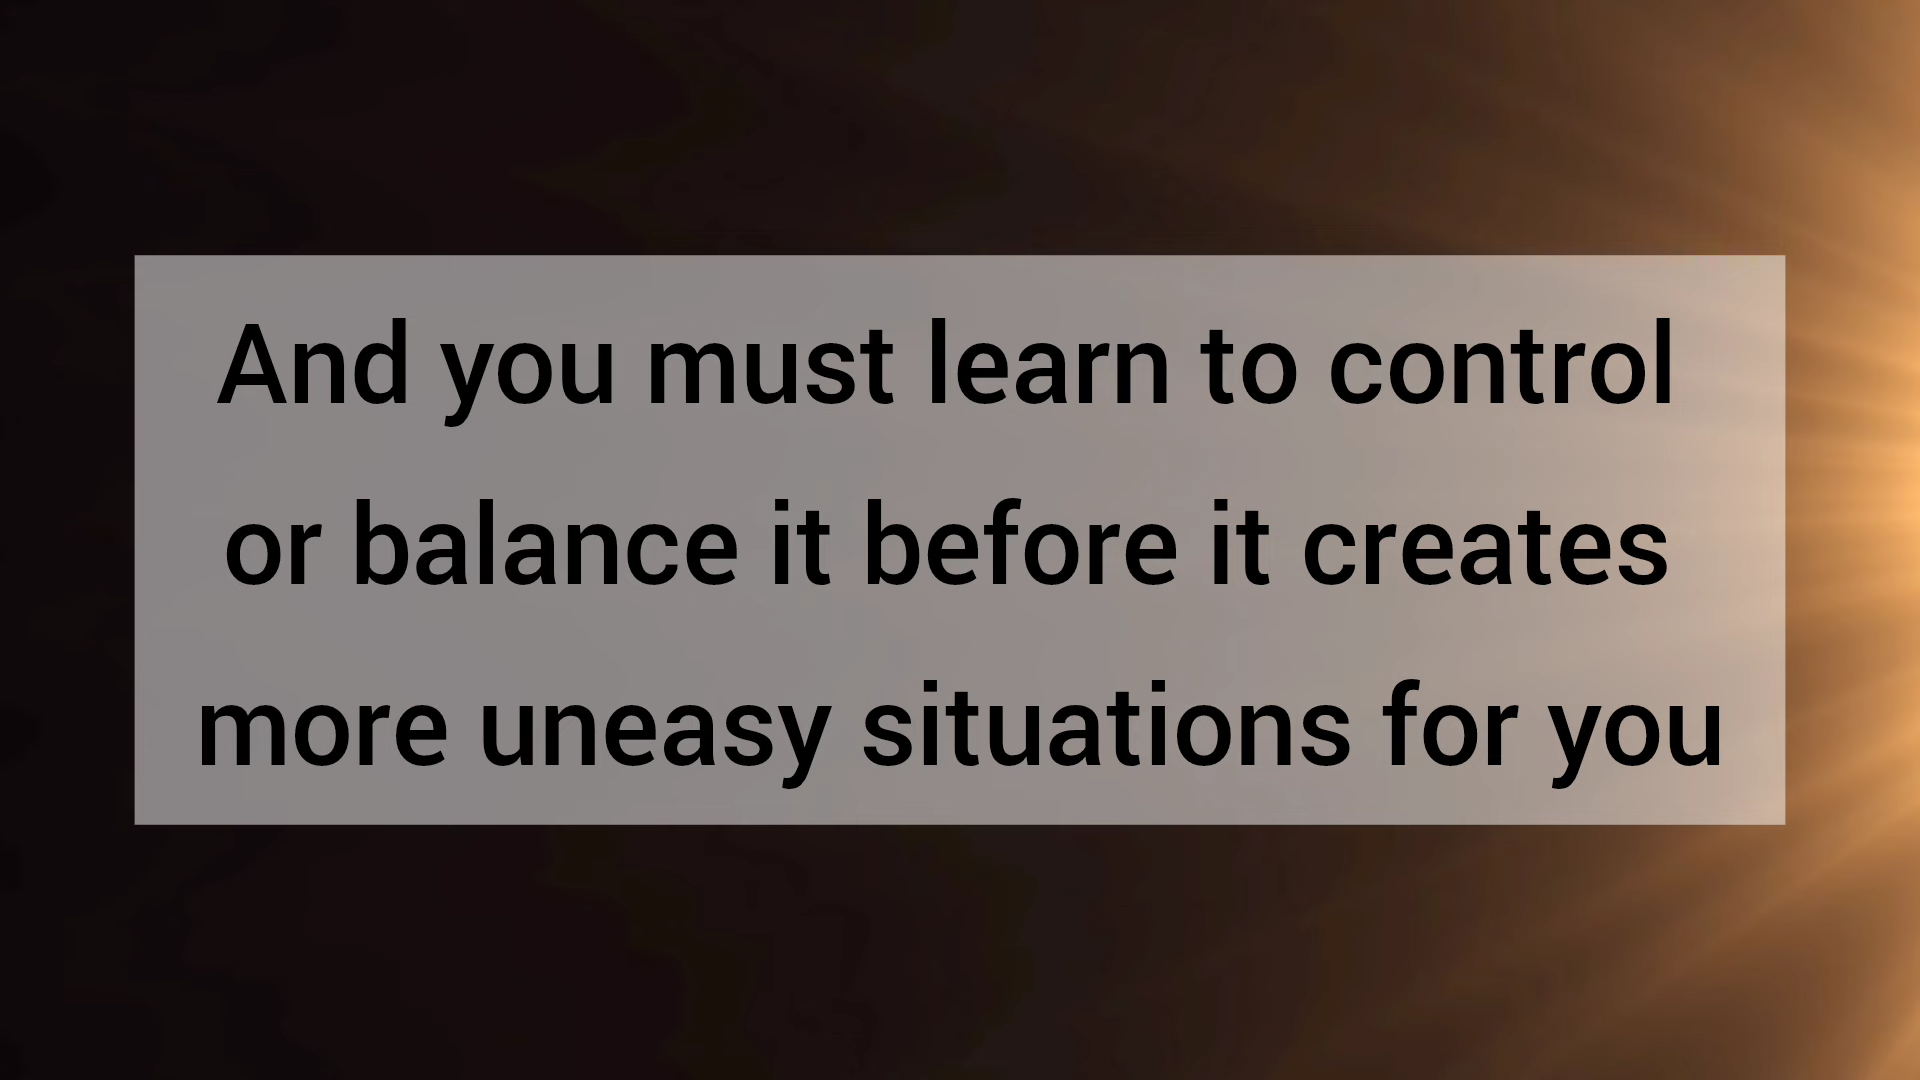 And you must learn to control
or balance it before it creates
more uneasy situations for you